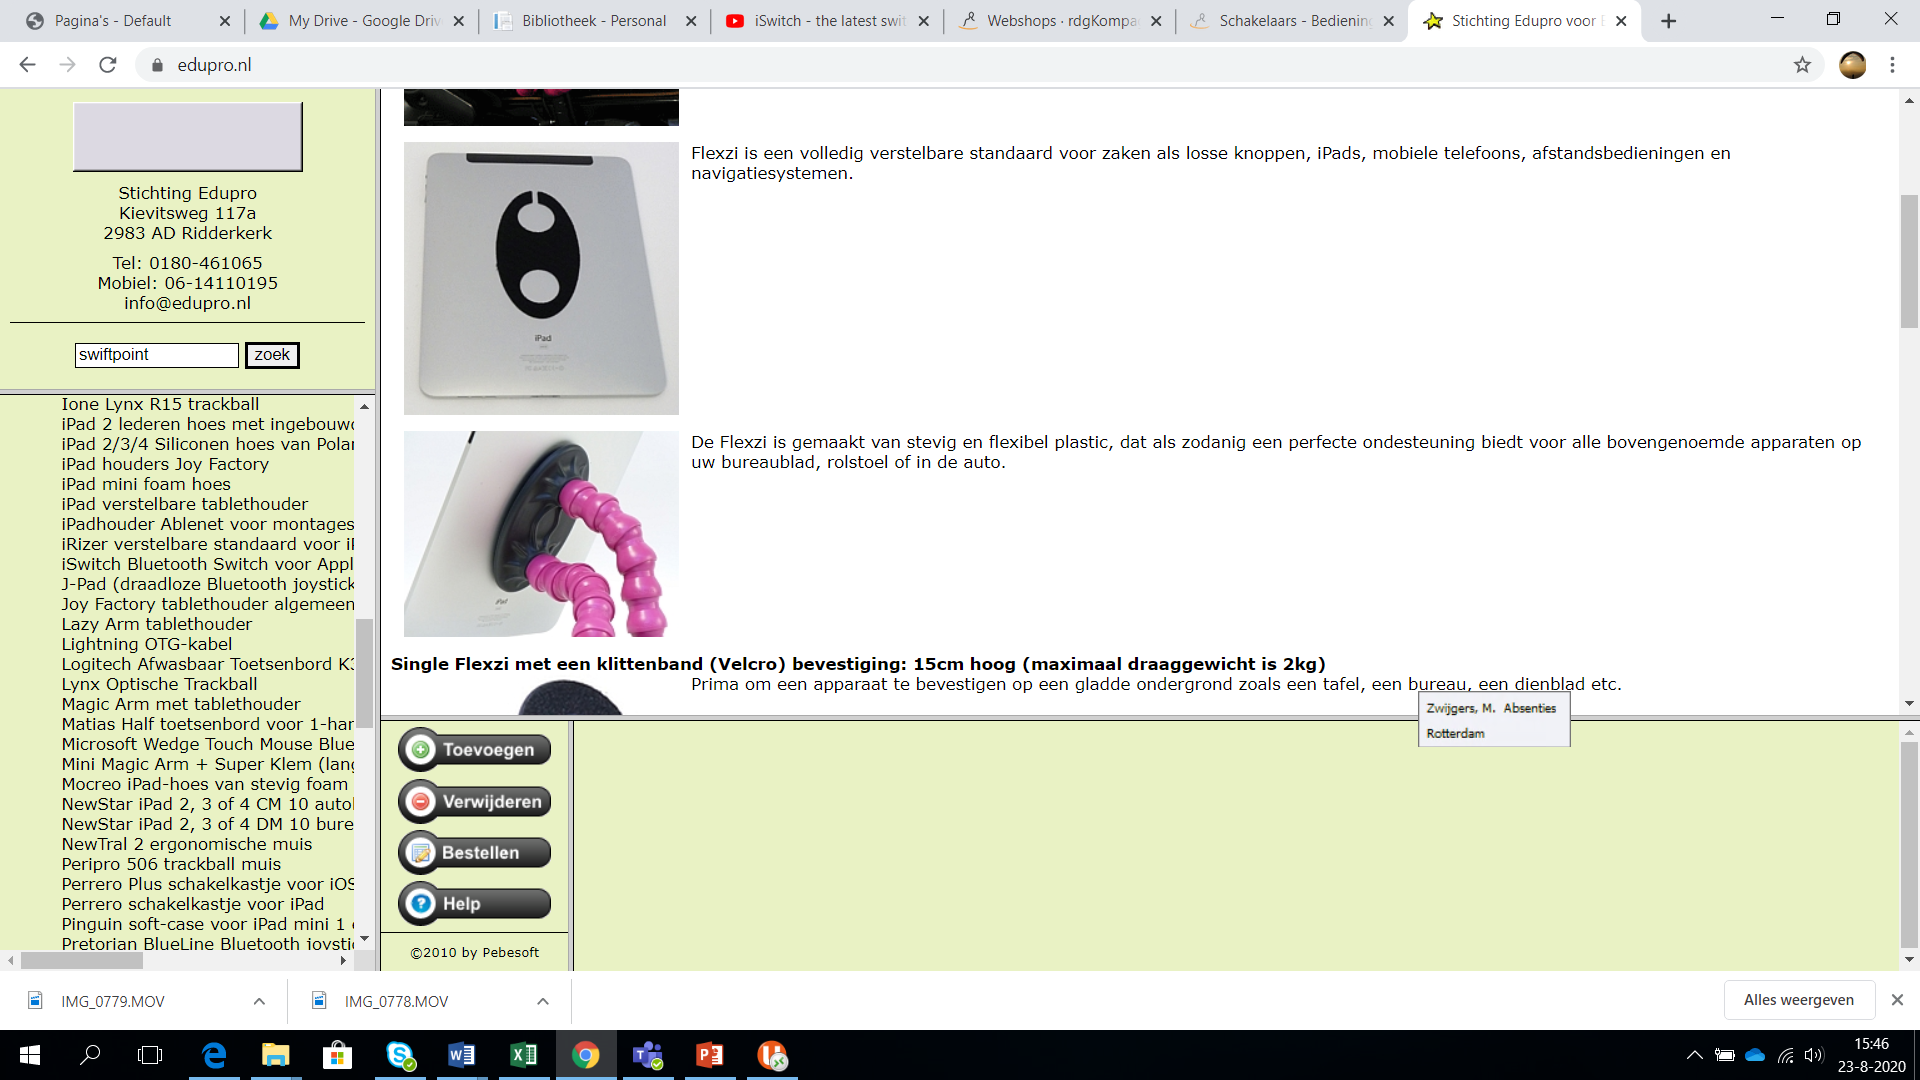 Pagina's - Default
My Drive - Google Driv
Bibliotheek - Personal
iSwitch - the latest swit
Webshops · rdgKompa
Schakelaars - Bediening
Stichting Edupro voor E
edupro.nl
Stichting Edupro
Kievitsweg 117a
2983 AD Ridderkerk
Tel: 0180-461065
Mobiel: 06-14110195
info@edupro.nl
swiftpoint zoek
Ione Lynx R15 trackball
iPad 2 lederen hoes met ingebouwd
iPad 2/3/4 Siliconen hoes van Polar
iPad houders Joy Factory
iPad mini foam hoes
iPad verstelbare tablethouder
iPadhouder Ablenet voor montages
iRizer verstelbare standaard voor iP
iSwitch Bluetooth Switch voor Appl
J-Pad (draadloze Bluetooth joystick
Joy Factory tablethouder algemeen
Lazy Arm tablethouder
Lightning OTG-kabel
Logitech Afwasbaar Toetsenbord K3
Lynx Optische Trackball
Magic Arm met tablethouder
Matias Half toetsenbord voor 1-han
Microsoft Wedge Touch Mouse Blue
Mini Magic Arm + Super Klem (lang
Mocreo iPad-hoes van stevig foam
NewStar iPad 2, 3 of 4 CM 10 autol
NewStar iPad 2, 3 of 4 DM 10 bure
NewTral 2 ergonomische muis
Peripro 506 trackball muis
Perrero Plus schakelkastje voor iOS
Perrero schakelkastje voor iPad
Pinguin soft-case voor iPad mini 1
Pretorian BlueLine Bluetooth joysti
Flexzi is een volledig verstelbare standaard voor zaken als losse knoppen, iPads, mobiele telefoons, afstandsbedieningen en
navigatiesystemen.
iPad
De Flexzi is gemaakt van stevig en flexibel plastic, dat als zodanig een perfecte ondesteuning biedt voor alle bovengenoemde apparaten op
uw bureaublad, rolstoel of in de auto.
Single Flexzi met een klittenband (Velcro) bevestiging: 15cm hoog (maximaal draaggewicht is 2kg)
Prima om een apparaat te bevestigen op een gladde ondergrond zoals een tafel, een bureau, een dienblad etc.
Zwijgers, M. Absenties
Rotterdam
Toevoegen
Verwijderen
Bestellen
Help
©2010 by Pebesoft
IMG_0779.MOV
IMG_0778.MOV
Alles weergeven
15:46
23-8-2020